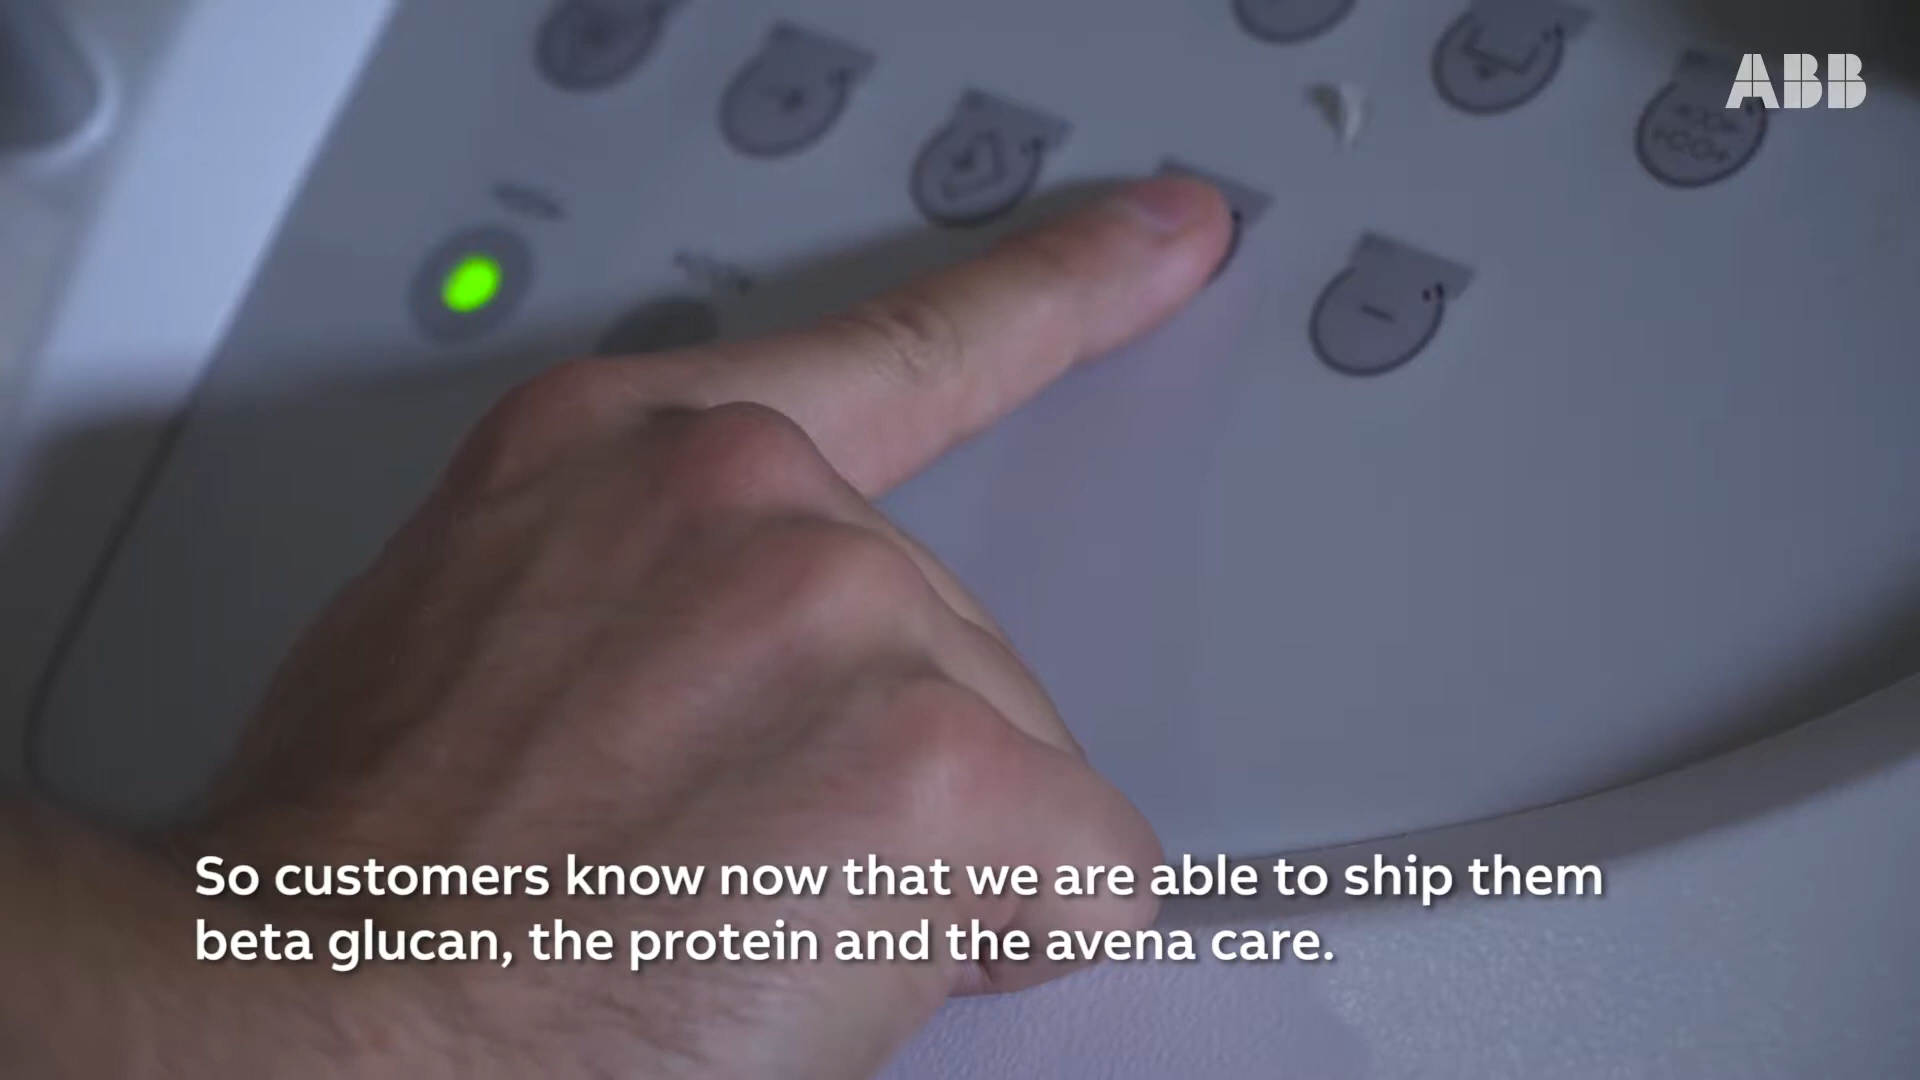 ABB
So customers know now that we are able to ship them
beta glucan, the protein and the avena care.